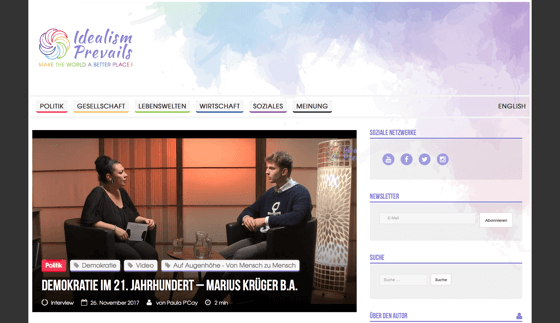 Idealism
Prevails
MAKE THE WORLD A BETTER PLACE!
POLITIK
GESELLSCHAFT
LEBENSWELTEN
WIRTSCHAFT
SOZIALES
MEINUNG
ENGLISH
Politik
Demokratie
Video
Auf Augenhöhe - Von Mensch zu Mensch
DEMOKRATIE IM 21. JAHRHUNDERT – MARIUS KRÜGER B.A.
Interview
26. November 2017
von Paula P'Cay
2 min
SOZIALE NETZWERKE
NEWSLETTER
E-Mail
Abonnieren
SUCHE
Suche ...
Suche
ÜBER DEN AUTOR